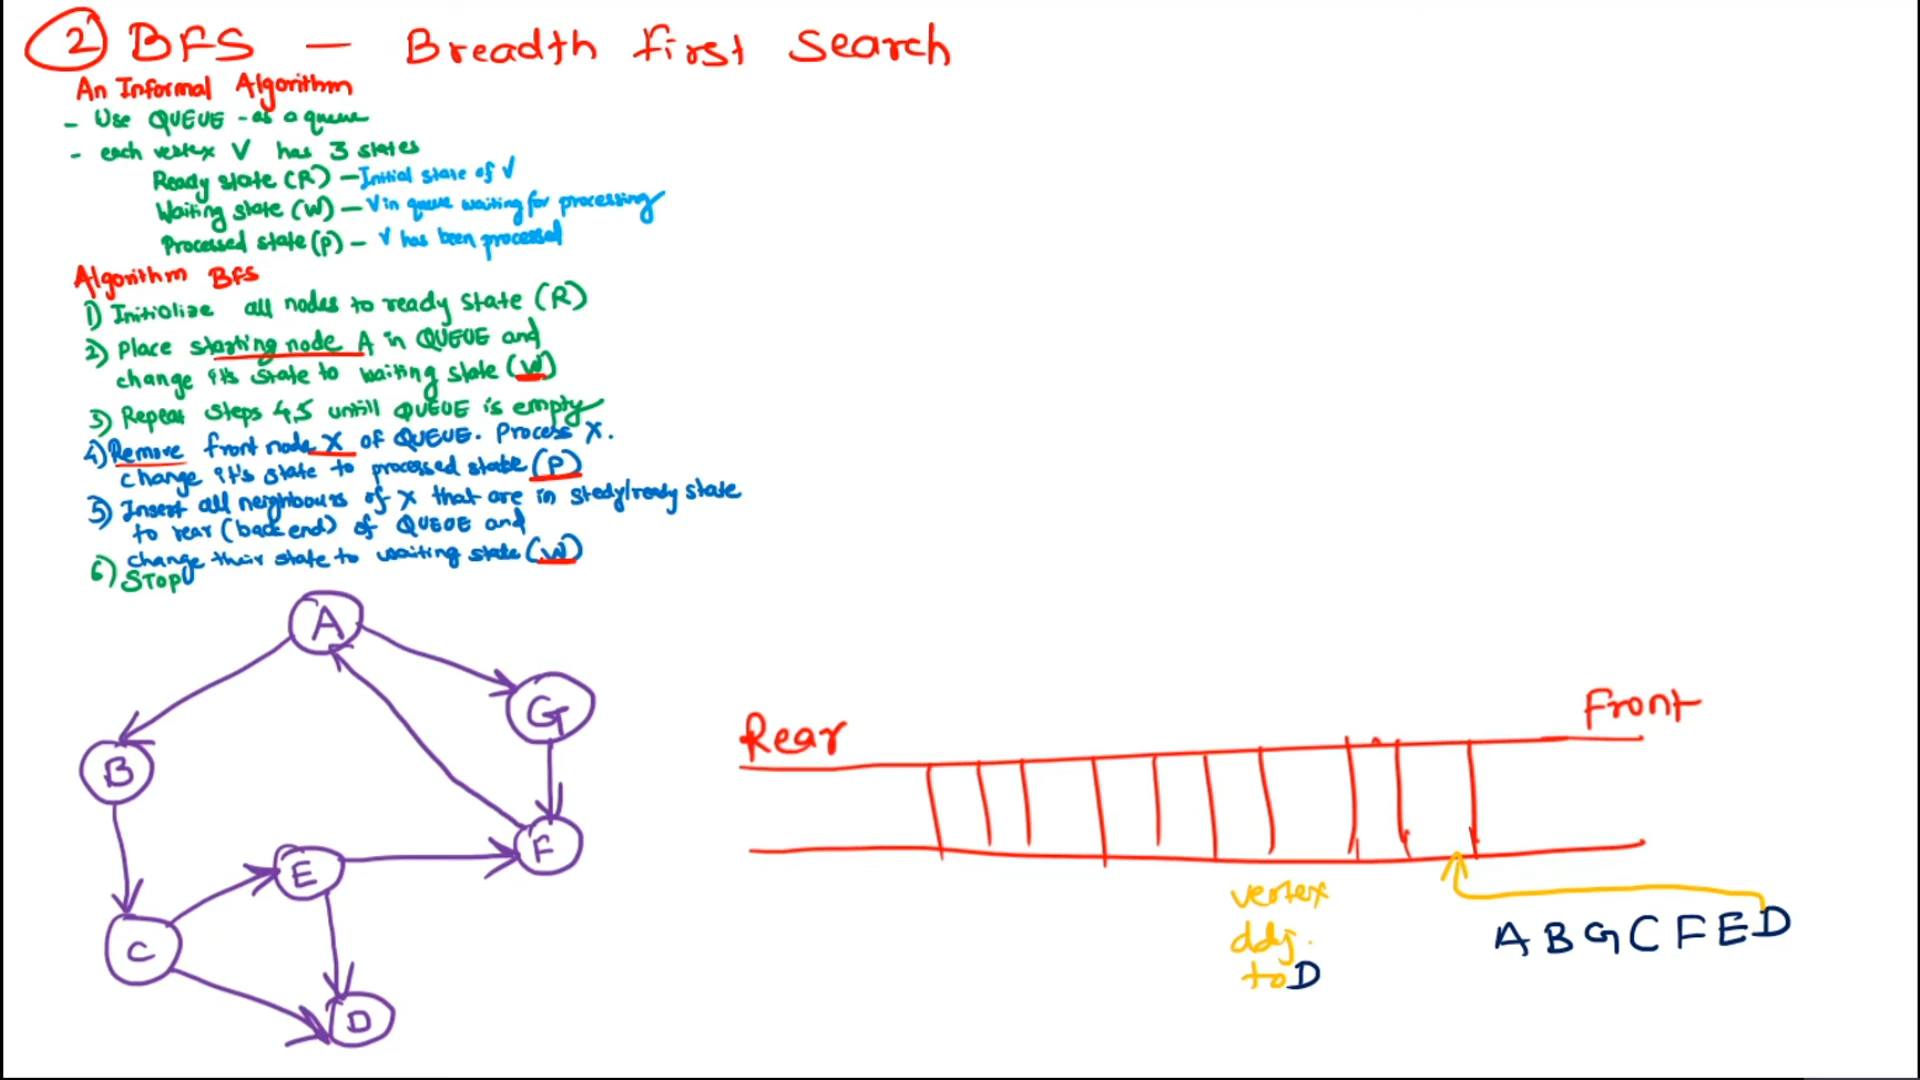 2 BFS - Breadth first Search
An Informal Algorithm
- Use QUEUE - as a queue
- each vertex V has 3 states
Ready state (R) - Initial state of V
Waiting state (W) - V in queue waiting for processing
Processed state (P) - V has been processed
Algorithm BFS
1) Initialize all nodes to ready state (R)
2) Place starting node A in QUEUE and
change it's state to waiting state (W)
3) Repeat steps 4,5 untill QUEUE is empty
4) Remove front node X of QUEUE. Process X.
change it's state to processed state (P)
5) Insert all neighbours of X that are in stedy/ready state
to rear (back end) of QUEUE and
change their state to waiting state (W)
6) STOP
A
G
B
F
E
C
D
Rear
Front
vertex
adj.
to D
A B G C F E D